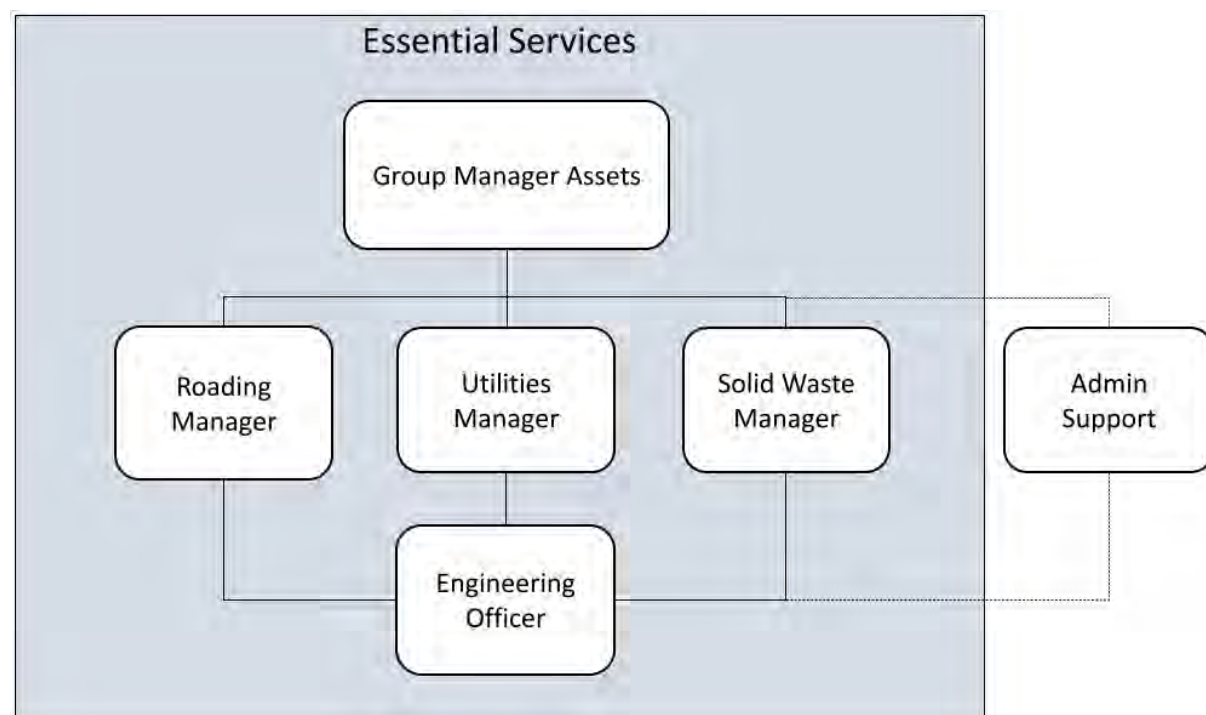 Essential Services
Group Manager Assets
Roading
Manager
Utilities
Manager
Solid Waste
Manager
Admin
Support
Engineering
Officer